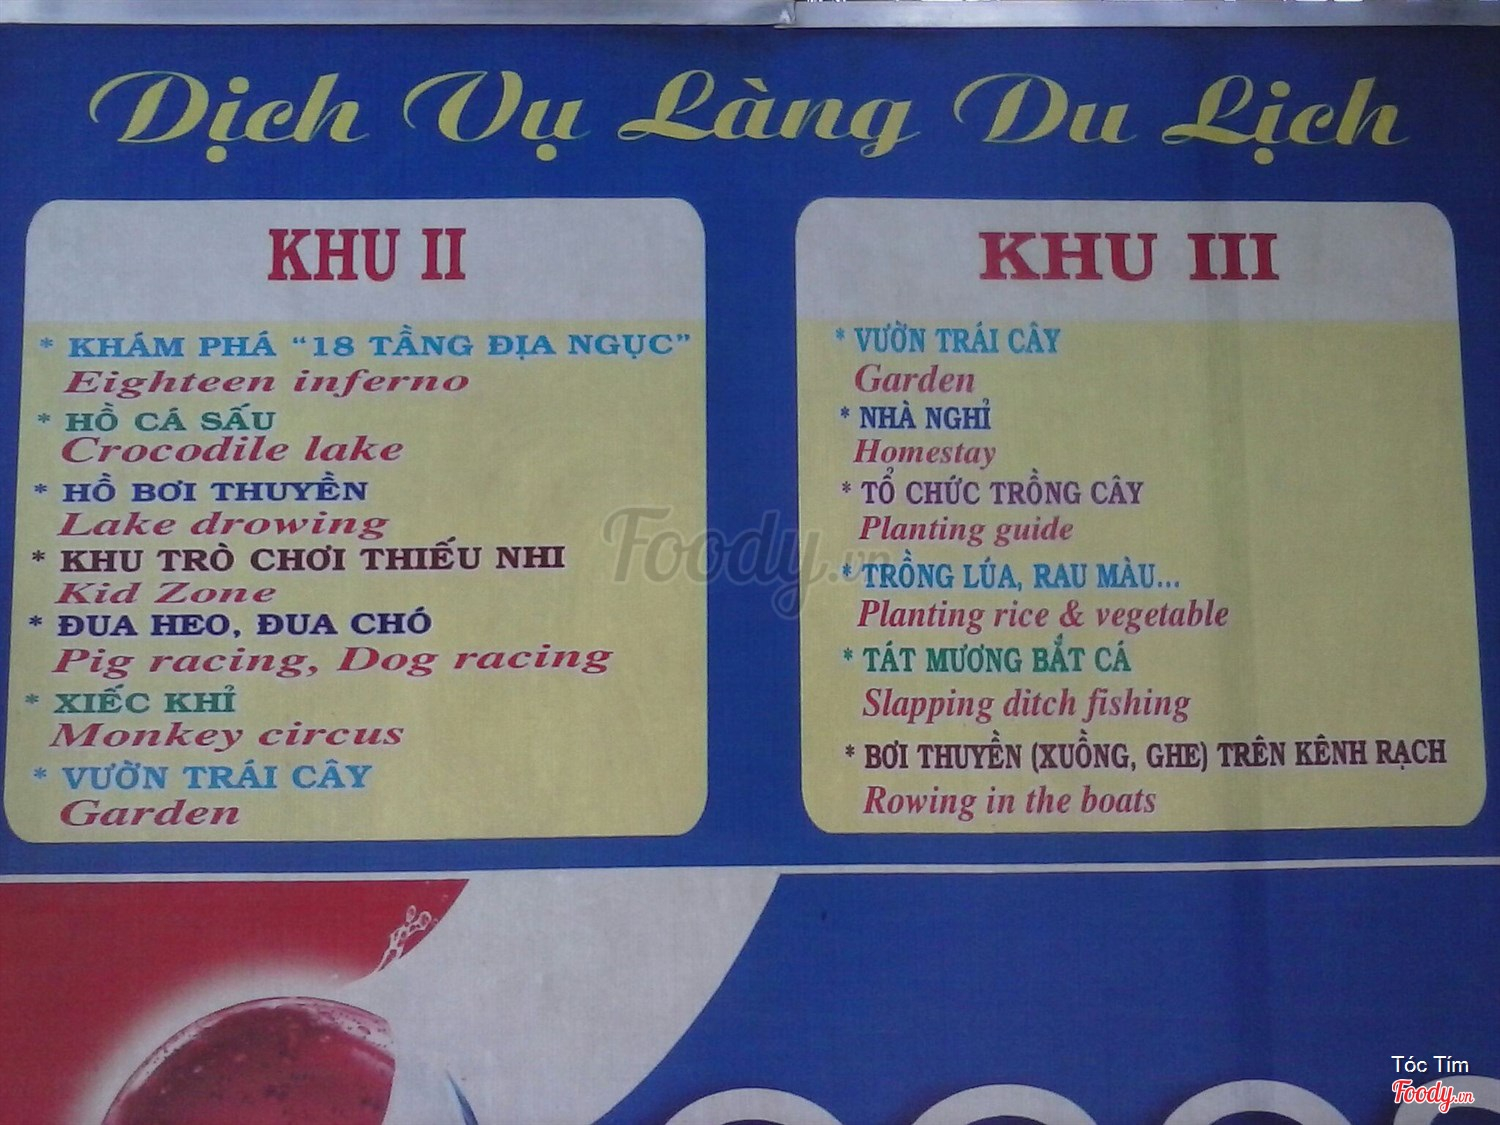 Dịch Vụ Làng Du Lịch
KHU II
* KHÁM PHÁ “18 TẦNG ĐỊA NGỤC”
Eighteen inferno
* HỒ CÁ SẤU
Crocodile lake
* HỒ BƠI THUYỀN
Lake drowing
* KHU TRÒ CHƠI THIẾU NHI
Kid Zone
* ĐUA HEO, ĐUA CHÓ
Pig racing, Dog racing
* XIẾC KHỈ
Monkey circus
* VƯỜN TRÁI CÂY
Garden
KHU III
* VƯỜN TRÁI CÂY
Garden
* NHÀ NGHỈ
Homestay
* TỔ CHỨC TRỒNG CÂY
Planting guide
* TRỒNG LÚA, RAU MÀU...
Planting rice & vegetable
* TÁT MƯƠNG BẮT CÁ
Slapping ditch fishing
* BƠI THUYỀN (XUỒNG, GHE) TRÊN KÊNH RẠCH
Rowing in the boats
Foody.vn
Tóc Tím
Foody.vn